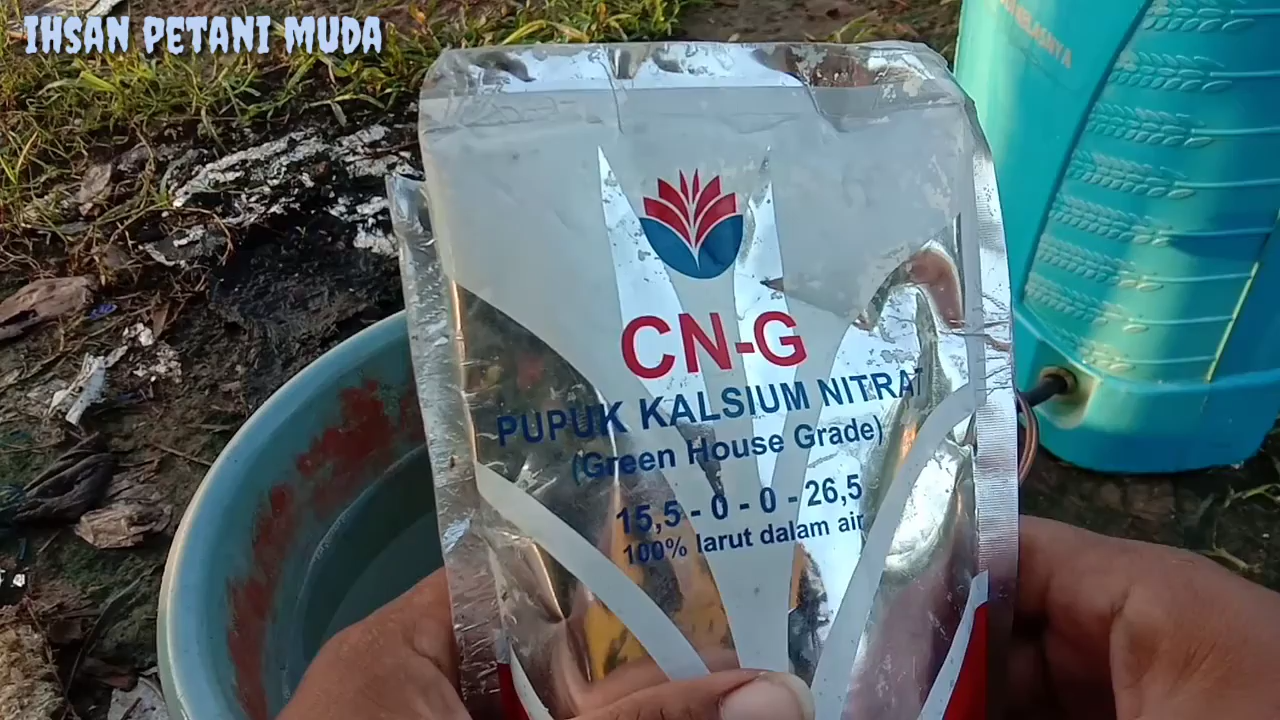 IHSAN PETANI MUDA
CN-G
PUPUK KALSIUM NITRAT
(Green House Grade)
15,5 - 0 - 0 - 26,5
100% larut dalam air